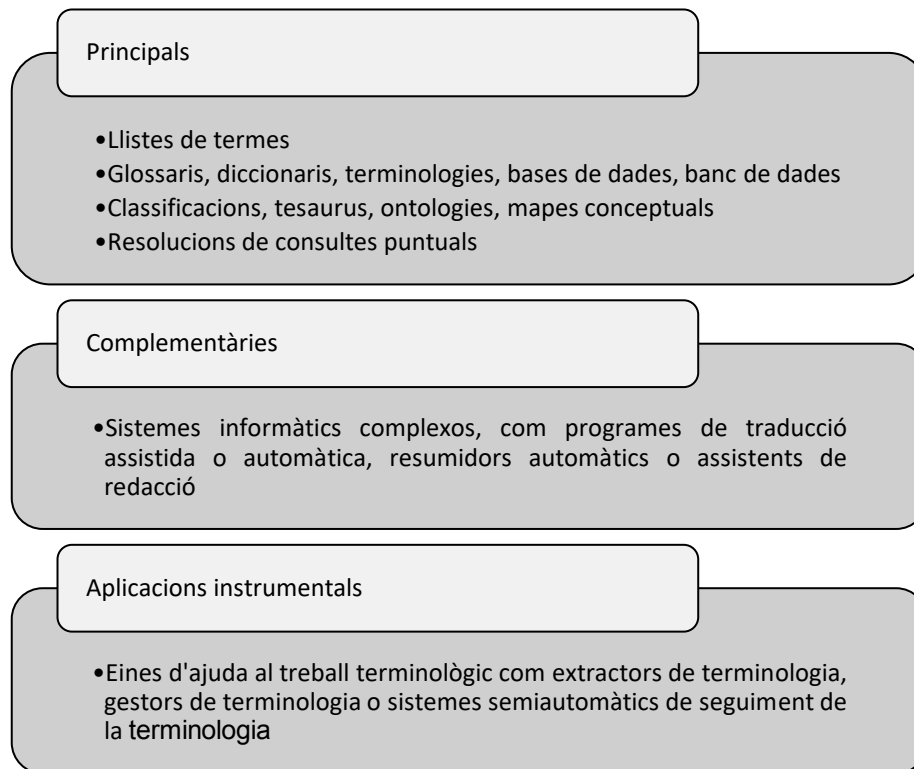 Principals
•Llistes de termes
•Glossaris, diccionaris, terminologies, bases de dades, banc de dades
•Classificacions, tesaurus, ontologies, mapes conceptuals
•Resolucions de consultes puntuals
Complementàries
•Sistemes informàtics complexos, com programes de traducció
assistida o automàtica, resumidors automàtics o assistents de
redacció
Aplicacions instrumentals
•Eines d'ajuda al treball terminològic com extractors de terminologia,
gestors de terminologia o sistemes semiautomàtics de seguiment de
la terminologia